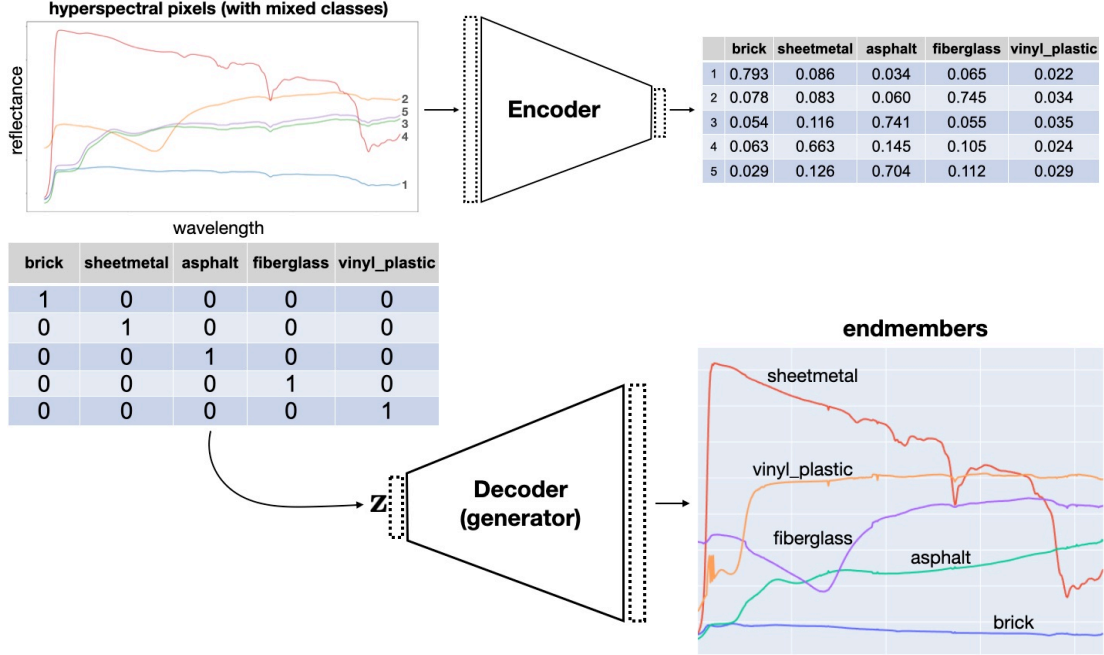 hyperspectral pixels (with mixed classes)
reflectance
2
5
3
4
1
wavelength
Encoder
brick sheetmetal asphalt fiberglass vinyl_plastic
1 0.793 0.086 0.034 0.065 0.022
2 0.078 0.083 0.060 0.745 0.034
3 0.054 0.116 0.741 0.055 0.035
4 0.063 0.663 0.145 0.105 0.024
5 0.029 0.126 0.704 0.112 0.029
brick sheetmetal asphalt fiberglass vinyl_plastic
1 0 0 0 0
0 1 0 0 0
0 0 1 0 0
0 0 0 1 0
0 0 0 0 1
z
Decoder
(generator)
endmembers
sheetmetal
vinyl_plastic
fiberglass
asphalt
brick